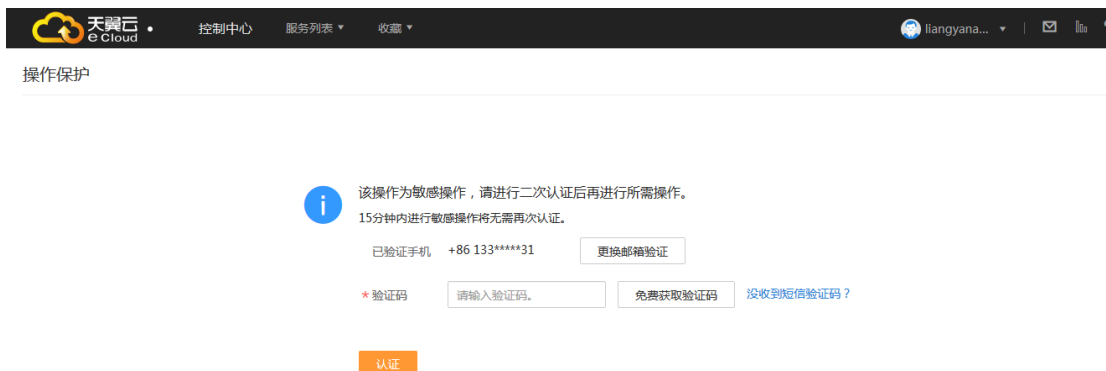 天翼云
e Cloud
控制中心 服务列表 收藏 liangyana...
操作保护
该操作为敏感操作，请进行二次认证后再进行所需操作。
15分钟内进行敏感操作将无需再次认证。
已验证手机 +86 133*****31 更换邮箱验证
* 验证码 请输入验证码。 免费获取验证码 没收到短信验证码？
认证